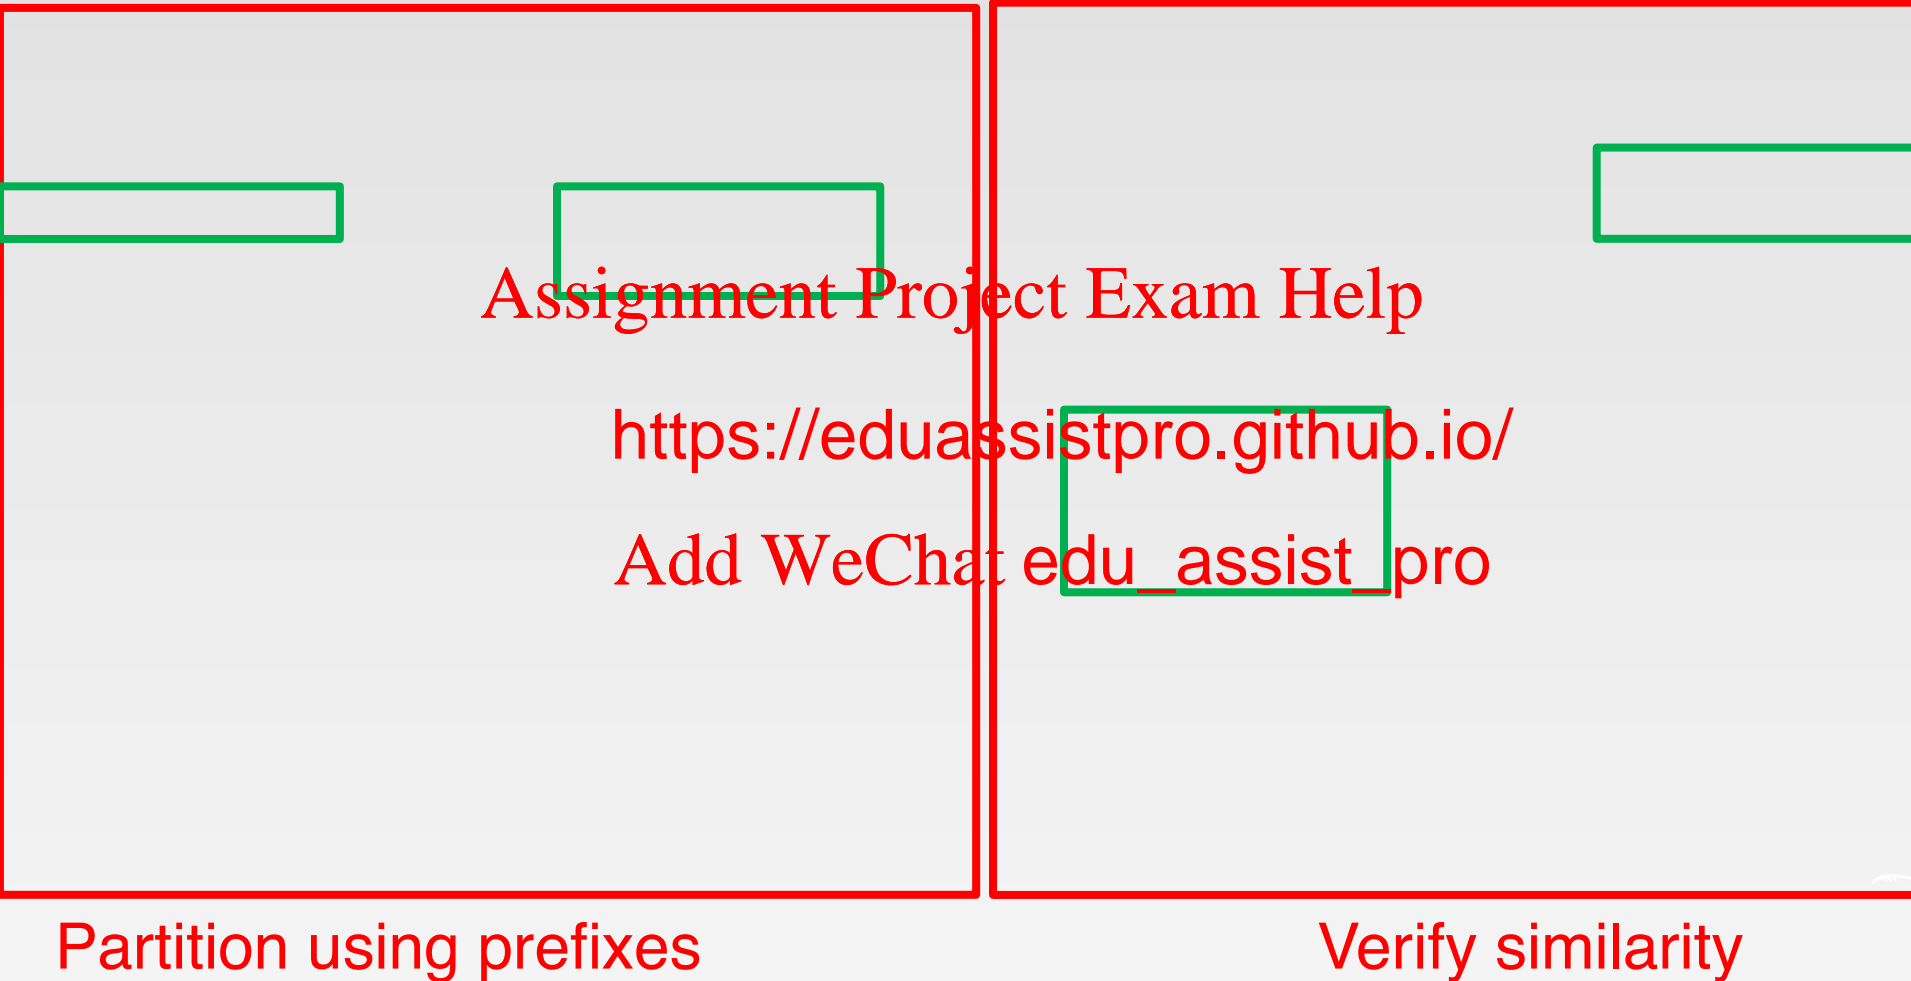 Assignment Project Exam Help
https://eduassistpro.github.io/
Add WeChat edu_assist_pro
Partition using prefixes
Verify similarity